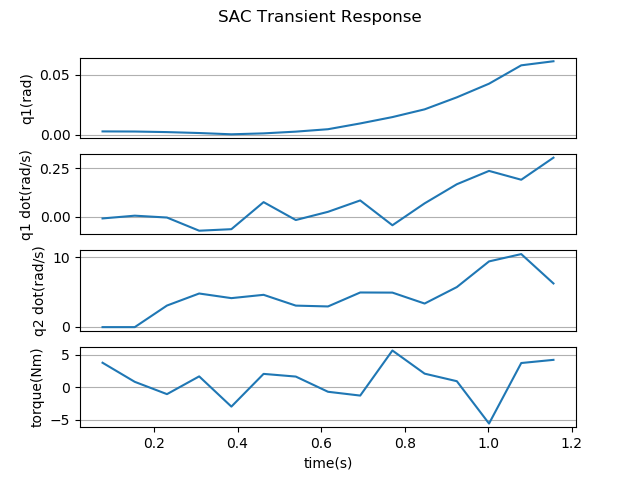 SAC Transient Response
q1(rad)
0.05
0.00
q1 dot(rad/s)
0.25
0.00
q2 dot(rad/s)
10
0
torque(Nm)
5
0
−5
0.2 0.4 0.6 0.8 1.0 1.2
time(s)